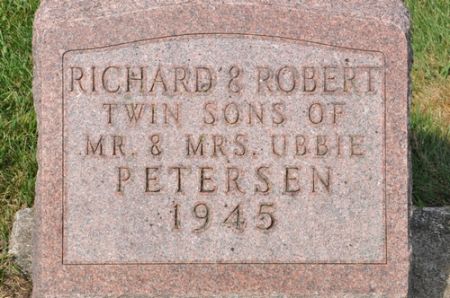 RICHARD & ROBERT
TWIN SONS OF
MR. & MRS. UBBIE
PETERSEN
1945